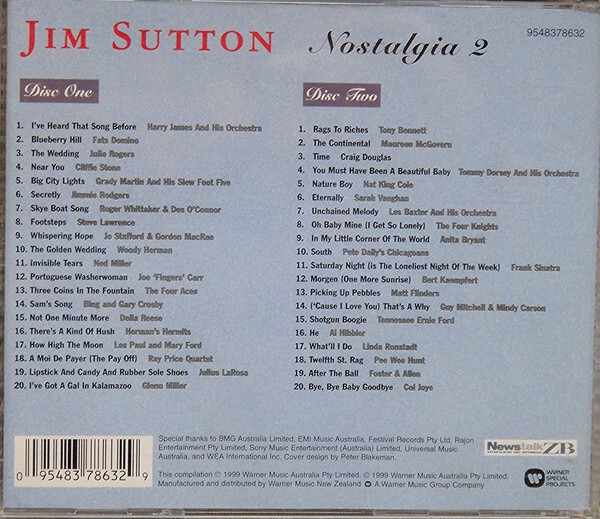 JIM SUTTON Nostalgia 2 9548378632
Disc One
1. I've Heard That Song Before Harry James And His Orchestra
2. Blueberry Hill Fats Domino
3. The Wedding Julie Rogers
4. Near You Cliffie Stone
5. Big City Lights Grady Martin And His Slew Foot Five
6. Secretly Jimmie Rodgers
7. Skye Boat Song Roger Whittaker & Des O'Connor
8. Footsteps Steve Lawrence
9. Whispering Hope Jo Stafford & Gordon MacRae
10. The Golden Wedding Woody Herman
11. Invisible Tears Ned Miller
12. Portuguese Washerwoman Joe 'Fingers' Carr
13. Three Coins In The Fountain The Four Aces
14. Sam's Song Bing and Gary Crosby
15. Not One Minute More Della Reese
16. There's A Kind Of Hush Herman's Hermits
17. How High The Moon Les Paul and Mary Ford
18. A Moi De Payer (The Pay Off) Ray Price Quartet
19. Lipstick And Candy And Rubber Sole Shoes Julius LaRosa
20. I've Got A Gal In Kalamazoo Glenn Miller
Disc Two
1. Rags To Riches Tony Bennett
2. The Continental Maureen McGovern
3. Time Craig Douglas
4. You Must Have Been A Beautiful Baby Tommy Dorsey And His Orchestra
5. Nature Boy Nat King Cole
6. Eternally Sarah Vaughan
7. Unchained Melody Les Baxter And His Orchestra
8. Oh Baby Mine (I Get So Lonely) The Four Knights
9. In My Little Corner Of The World Anita Bryant
10. South Pete Daily's Chicagoans
11. Saturday Night (is The Loneliest Night Of The Week) Frank Sinatra
12. Morgen (One More Sunrise) Bert Kaempfert
13. Picking Up Pebbles Matt Flinders
14. ('Cause I Love You) That's A Why Guy Mitchell & Mindy Carson
15. Shotgun Boogie Tennessee Ernie Ford
16. He Al Hibbler
17. What'll I Do Linda Ronstadt
18. Twelfth St. Rag Pee Wee Hunt
19. After The Ball Foster & Allen
20. Bye, Bye Baby Goodbye Col Joye
0 95483 78632 9
Special thanks to BMG Australia Limited, EMI Music Australia, Festival Records Pty Ltd, Rajon
Entertainment Pty Limited, Sony Music Entertainment (Australia) Limited, Universal Music
Australia, and WEA International Inc. Cover design by Peter Blakeman.
This compilation ℗ 1999 Warner Music Australia Pty Limited. © 1999 Warner Music Australia Pty Limited.
Manufactured and distributed by Warner Music New Zealand A Warner Music Group Company
Newstalk ZB
WARNER
SPECIAL
PROJECTS